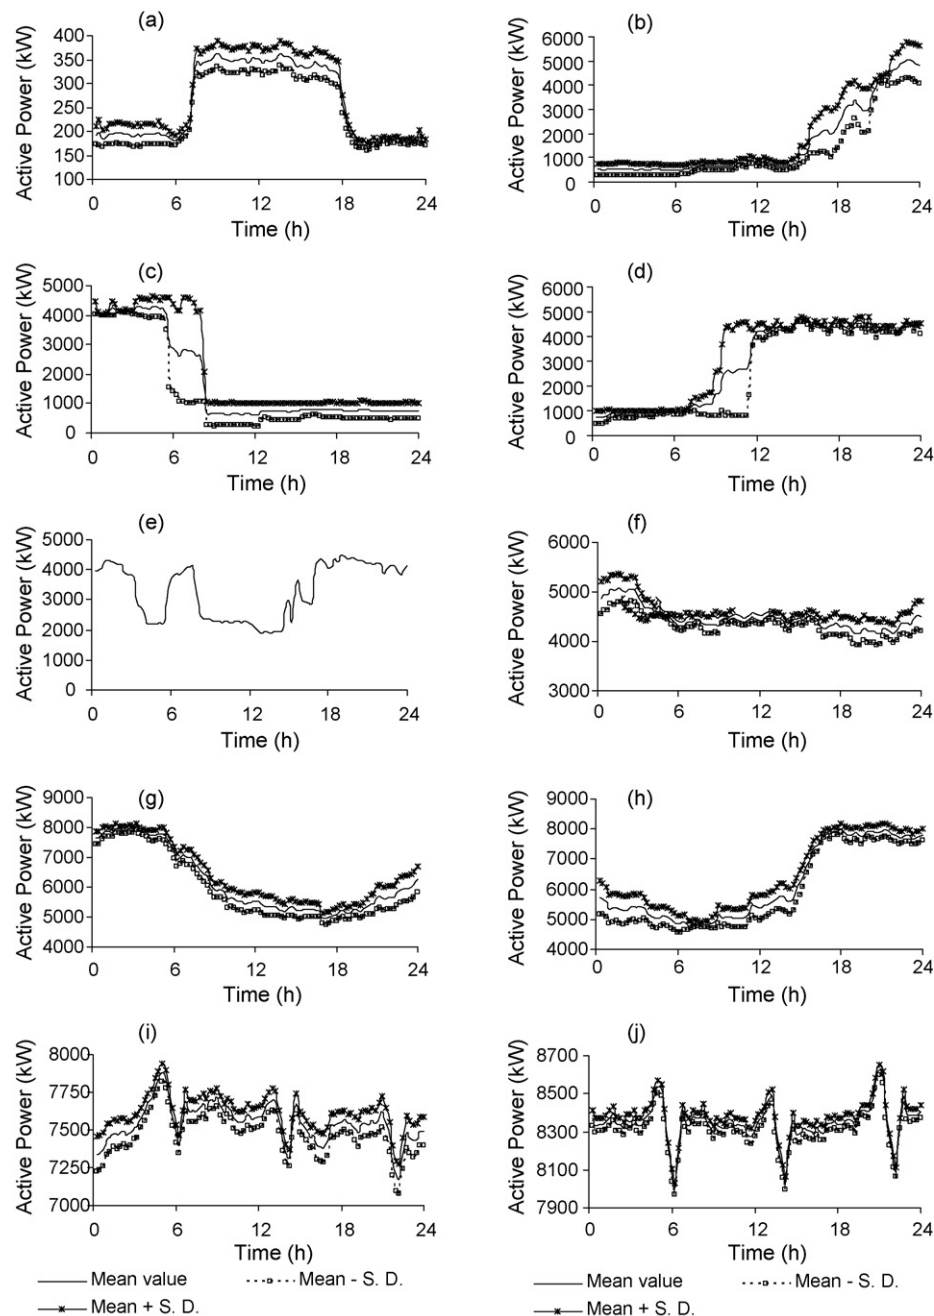 (a)
Active Power (kW)
400
350
300
250
200
150
100
0 6 12 18 24
Time (h)
(b)
Active Power (kW)
6000
5000
4000
3000
2000
1000
0
0 6 12 18 24
Time (h)
(c)
Active Power (kW)
5000
4000
3000
2000
1000
0
0 6 12 18 24
Time (h)
(d)
Active Power (kW)
6000
5000
4000
3000
2000
1000
0
0 6 12 18 24
Time (h)
(e)
Active Power (kW)
5000
4000
3000
2000
1000
0
0 6 12 18 24
Time (h)
(f)
Active Power (kW)
6000
5000
4000
3000
0 6 12 18 24
Time (h)
(g)
Active Power (kW)
9000
8000
7000
6000
5000
4000
0 6 12 18 24
Time (h)
(h)
Active Power (kW)
9000
8000
7000
6000
5000
4000
0 6 12 18 24
Time (h)
(i)
Active Power (kW)
8000
7750
7500
7250
7000
0 6 12 18 24
Time (h)
(j)
Active Power (kW)
8700
8500
8300
8100
7900
0 6 12 18 24
Time (h)
Mean value Mean - S. D.
Mean + S. D.
Mean value Mean - S. D.
Mean + S. D.